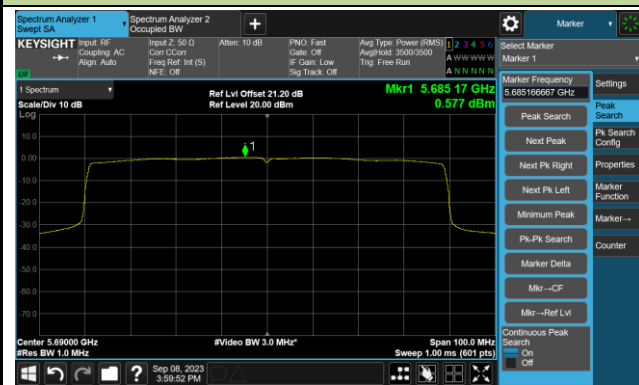 Spectrum Analyzer 1
Swept SA
Spectrum Analyzer 2
Occupied BW
+
Marker
KEYSIGHT
Input: RF
Coupling: AC
Align: Auto
Input Z: 50 Ω
Corr CCorr
Freq Ref: Int (S)
NFE: Off
Atten: 10 dB
PNO: Fast
Gate: Off
IF Gain: Low
Sig Track: Off
Avg Type: Power (RMS)
Avg|Hold: 3500/3500
Trig: Free Run
1 2 3 4 5 6
A W W W W W
A N N N N N
Select Marker
Marker 1
1 Spectrum
Scale/Div 10 dB
Log
Ref Lvl Offset 21.20 dB
Ref Level 20.00 dBm
Mkr1 5.685 17 GHz
0.577 dBm
10.0
0.00
-10.0
-20.0
-30.0
-40.0
-50.0
-60.0
-70.0
1
Center 5.69000 GHz
#Res BW 1.0 MHz
#Video BW 3.0 MHz*
Span 100.0 MHz
Sweep 1.00 ms (601 pts)
Marker Frequency
5.685166667 GHz
Peak Search
Next Peak
Next Pk Right
Next Pk Left
Minimum Peak
Pk-Pk Search
Marker Delta
Mkr→CF
Mkr→Ref Lvl
Continuous Peak
Search
On
Off
Settings
Peak
Search
Pk Search
Config
Properties
Marker
Function
Marker→
Counter
?
Sep 08, 2023
3:59:52 PM